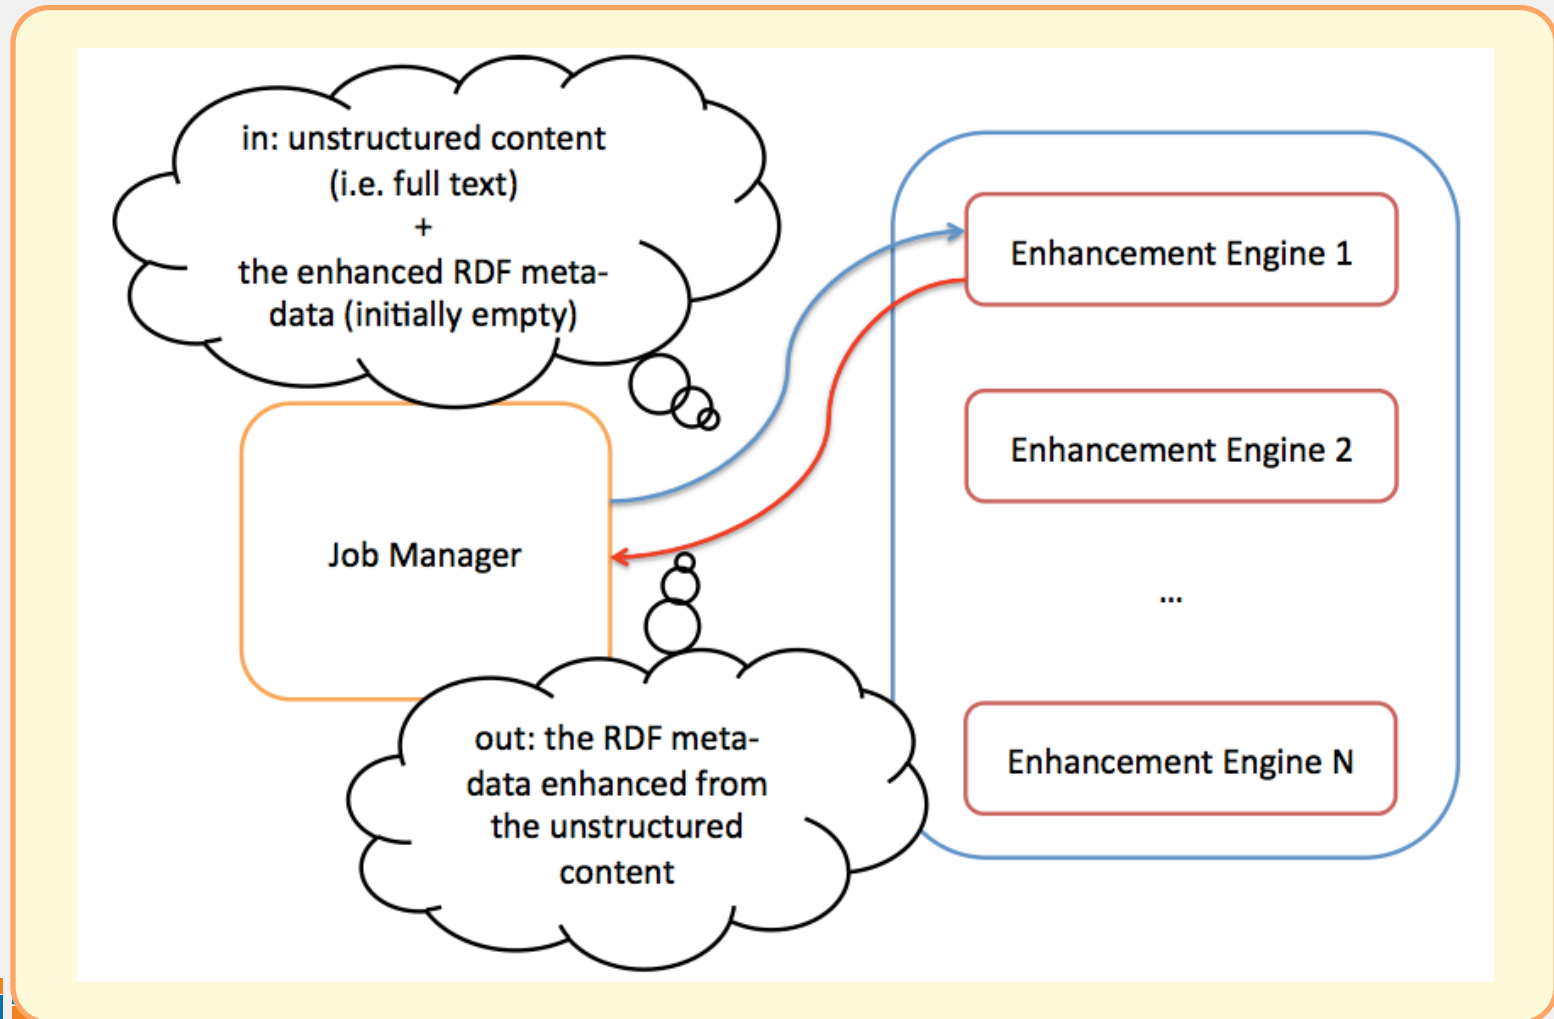 in: unstructured content
(i.e. full text)
+
the enhanced RDF meta-
data (initially empty)
Enhancement Engine 1
Enhancement Engine 2
Job Manager
...
out: the RDF meta-
data enhanced from
the unstructured
content
Enhancement Engine N